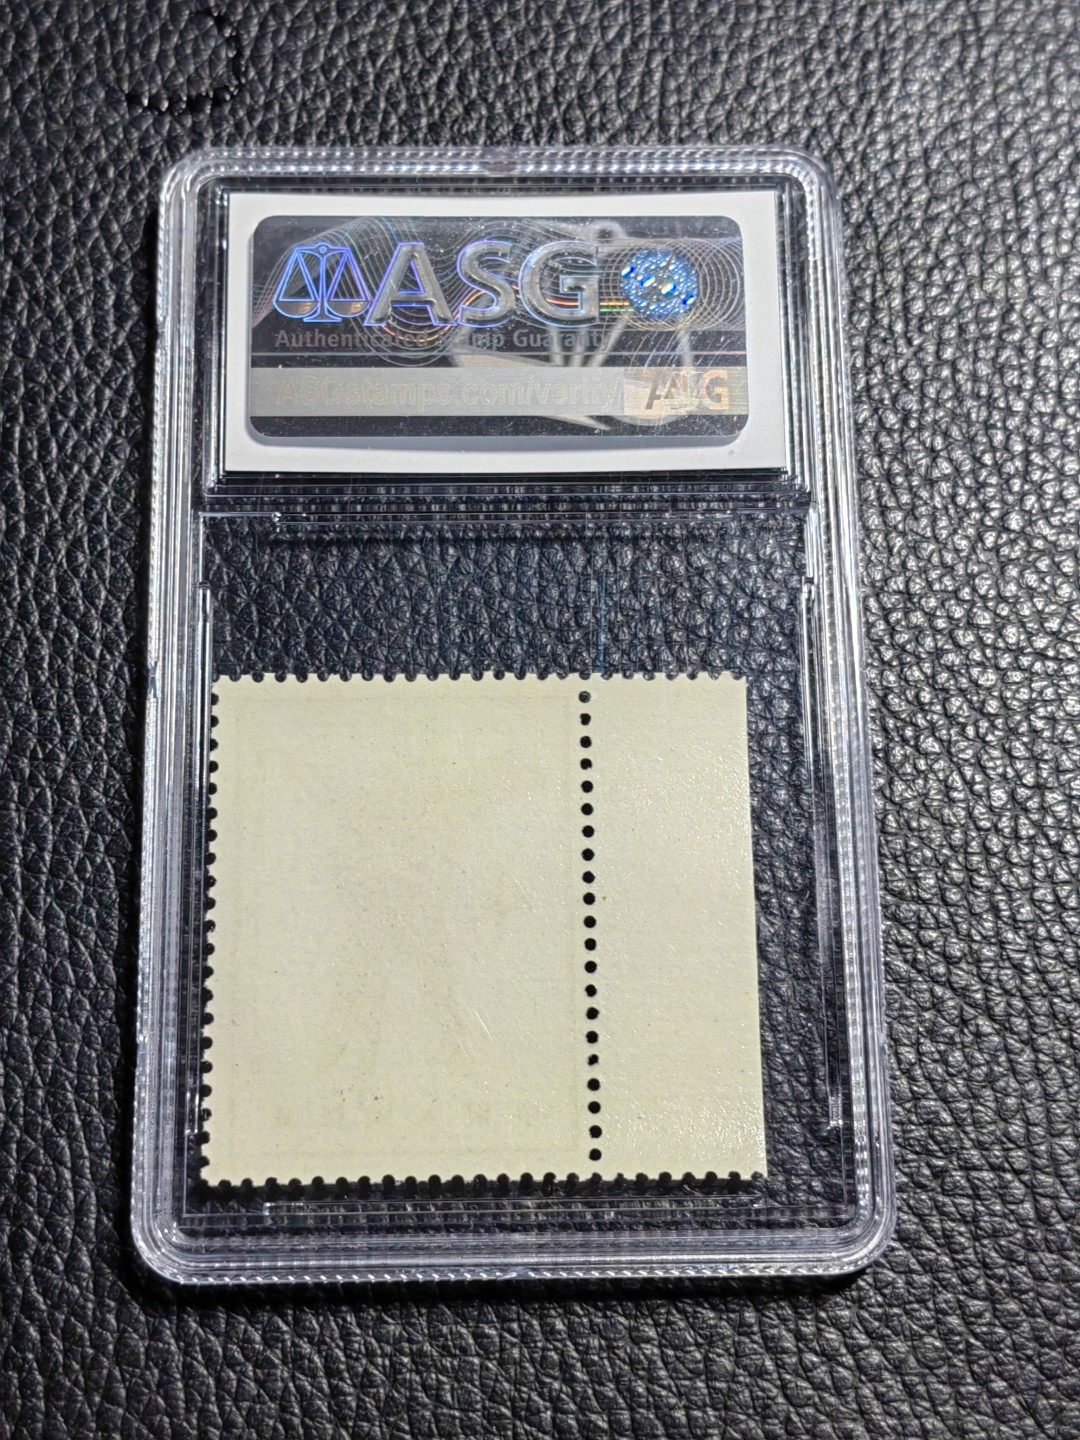 ASG
Authenticated Stamp Guaranty
ASGstamps.com/verify
ASG